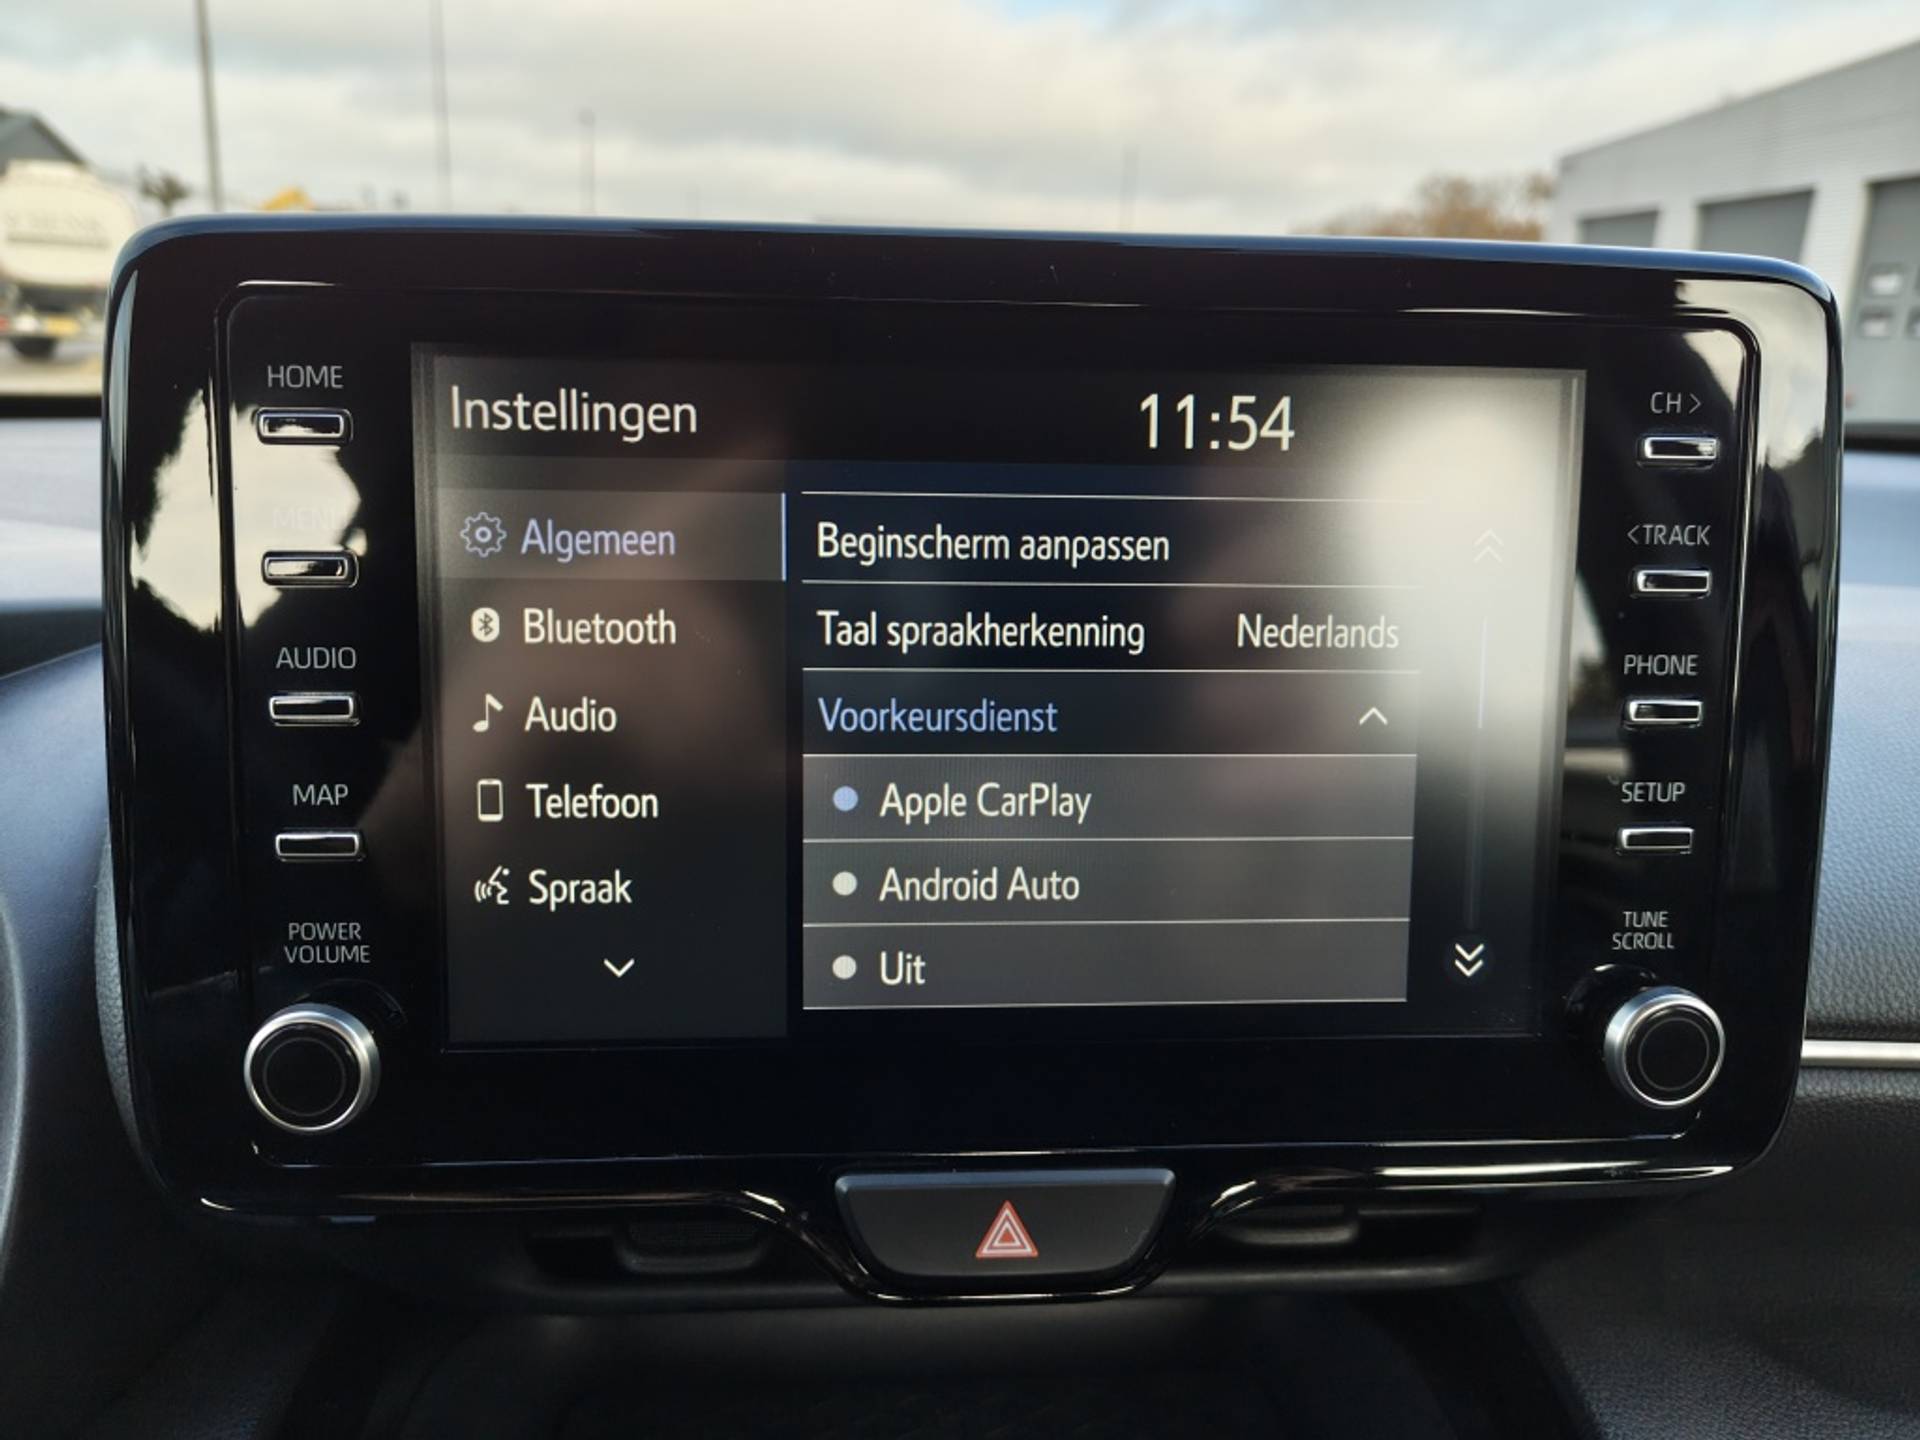 HOME
MENU
AUDIO
MAP
POWER
VOLUME
Instellingen
11:54
Algemeen
Bluetooth
Audio
Telefoon
Spraak
Beginscherm aanpassen
Taal spraakherkenning Nederlands
Voorkeursdienst
Apple CarPlay
Android Auto
Uit
CH >
< TRACK
PHONE
SETUP
TUNE
SCROLL